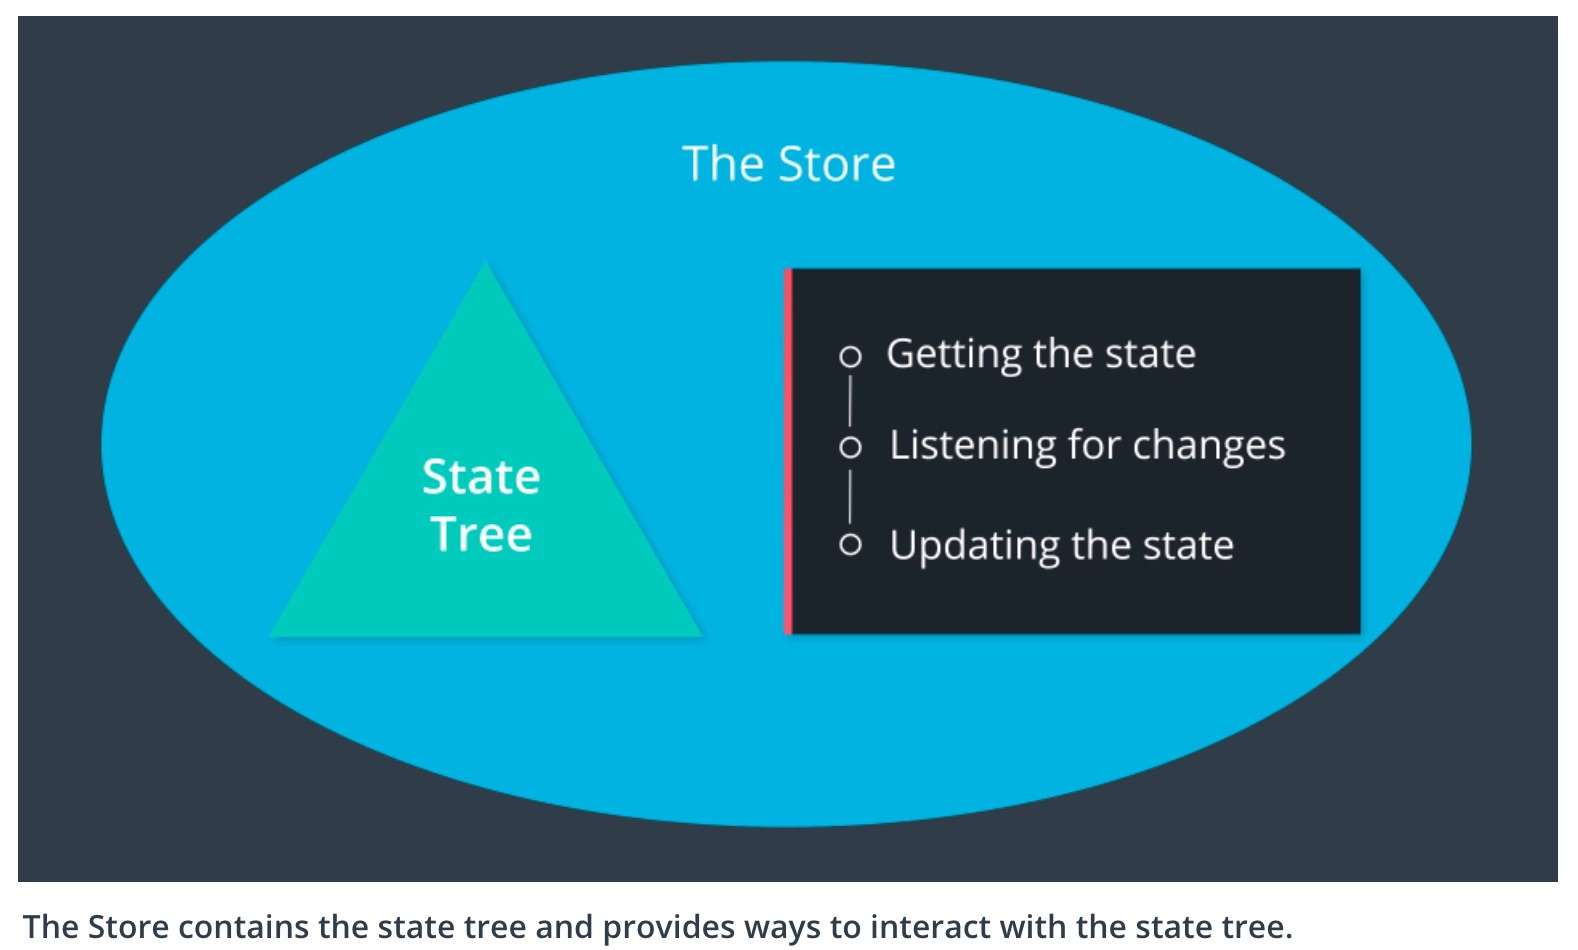 The Store
State
Tree
Getting the state
Listening for changes
Updating the state
The Store contains the state tree and provides ways to interact with the state tree.